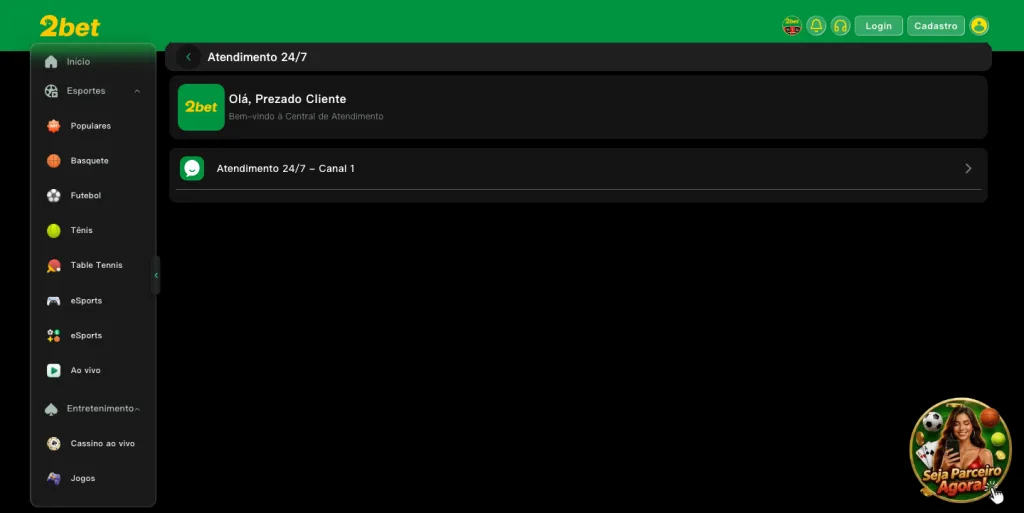 2bet
2bet
Login
Cadastro
Início
Esportes
Populares
Basquete
Futebol
Tênis
Table Tennis
eSports
eSports
Ao vivo
Entretenimento
Cassino ao vivo
Jogos
Atendimento 24/7
2bet
Olá, Prezado Cliente
Bem-vindo à Central de Atendimento
Atendimento 24/7 – Canal 1
Seja Parceiro
Agora!